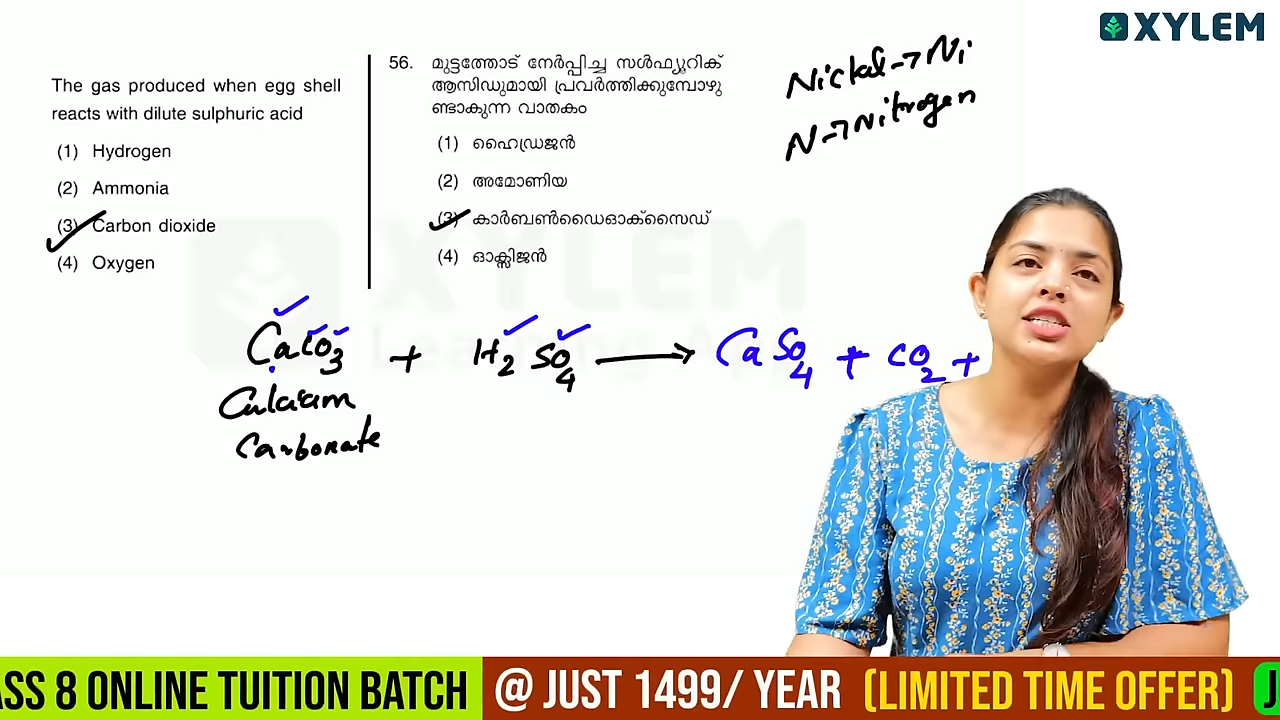 XYLEM
The gas produced when egg shell
reacts with dilute sulphuric acid
(1) Hydrogen
(2) Ammonia
(3) Carbon dioxide
(4) Oxygen
56. മുട്ടത്തോട് നേർപ്പിച്ച സൾഫ്യൂറിക്
ആസിഡുമായി പ്രവർത്തിക്കുമ്പോഴു
ണ്ടാകുന്ന വാതകം
(1) ഹൈഡ്രജൻ
(2) അമോണിയ
(3) കാർബൺഡൈഓക്സൈഡ്
(4) ഓക്സിജൻ
Nickal→Ni
N→Nitrogen
XYLEM
Learning
CaCO3 + H2SO4 → CaSO4 + CO2 +
Calcium
Carbonate
ASS 8 ONLINE TUITION BATCH @ JUST 1499/ YEAR (LIMITED TIME OFFER) J